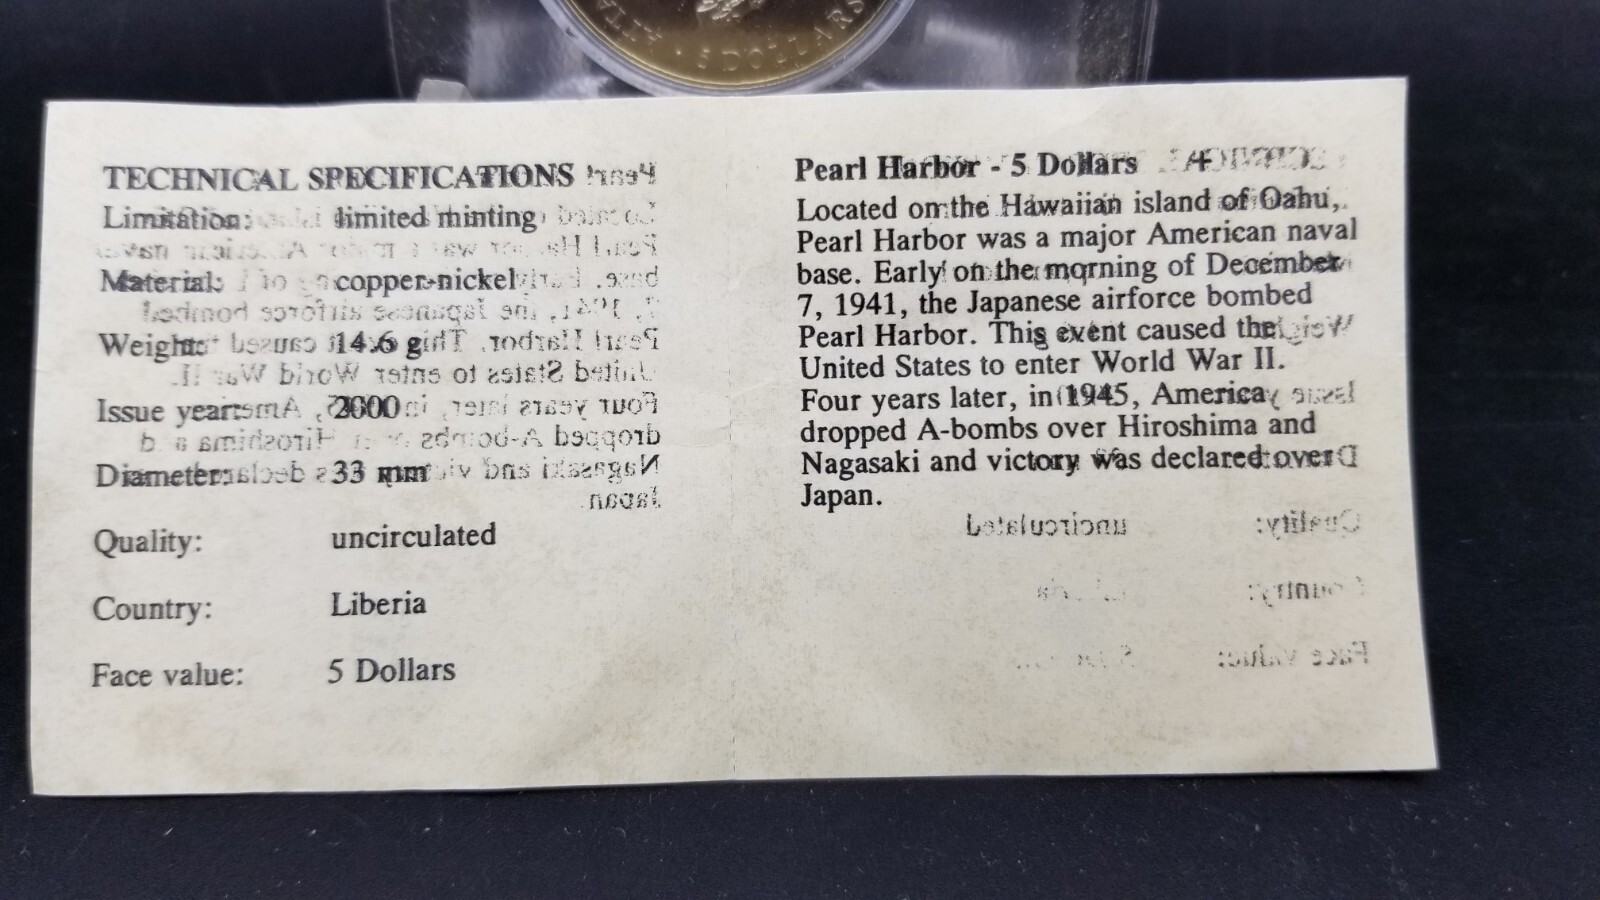 5 DOLLARS
TECHNICAL SPECIFICATIONS
Limitation: limited minting
Material: copper-nickel
Weight: 14.6 g
Issue year: 2000
Diameter: 33 mm
Quality: uncirculated
Country: Liberia
Face value: 5 Dollars
Pearl Harbor - 5 Dollars
Located on the Hawaiian island of Oahu,
Pearl Harbor was a major American naval
base. Early on the morning of December
7, 1941, the Japanese airforce bombed
Pearl Harbor. This event caused the
United States to enter World War II.
Four years later, in 1945, America
dropped A-bombs over Hiroshima and
Nagasaki and victory was declared over
Japan.